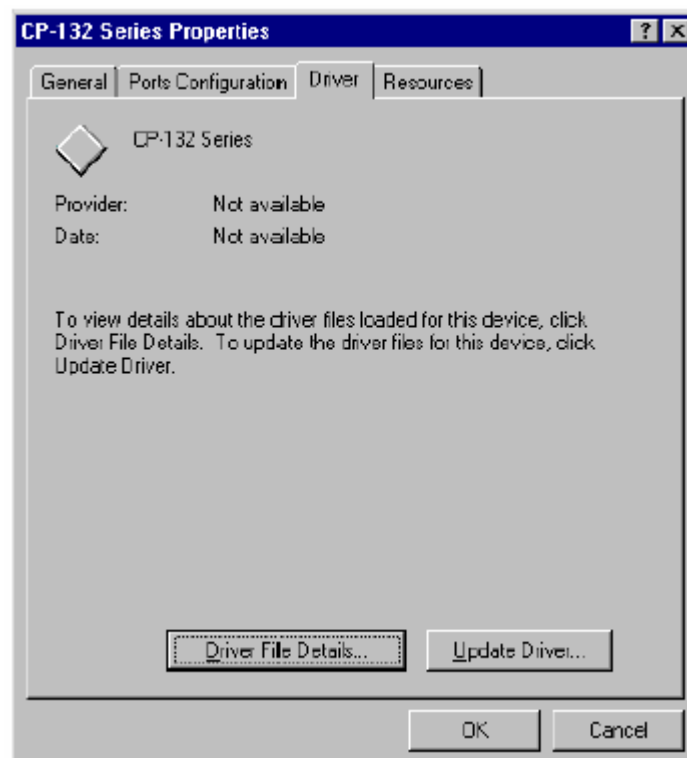 CP-132 Series Properties
General Ports Configuration Driver Resources
CP-132 Series
Provider: Not available
Date: Not available
To view details about the driver files loaded for this device, click
Driver File Details. To update the driver files for this device, click
Update Driver.
Driver File Details... Update Driver...
OK Cancel